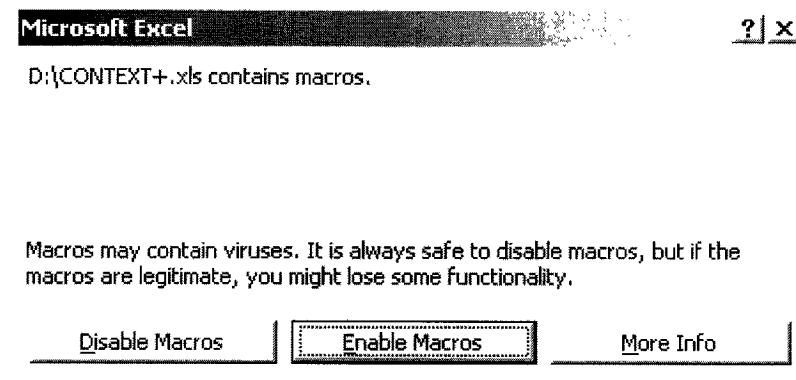 Microsoft Excel ? ×
D:\CONTEXT+.xls contains macros.
Macros may contain viruses. It is always safe to disable macros, but if the
macros are legitimate, you might lose some functionality.
Disable Macros Enable Macros More Info